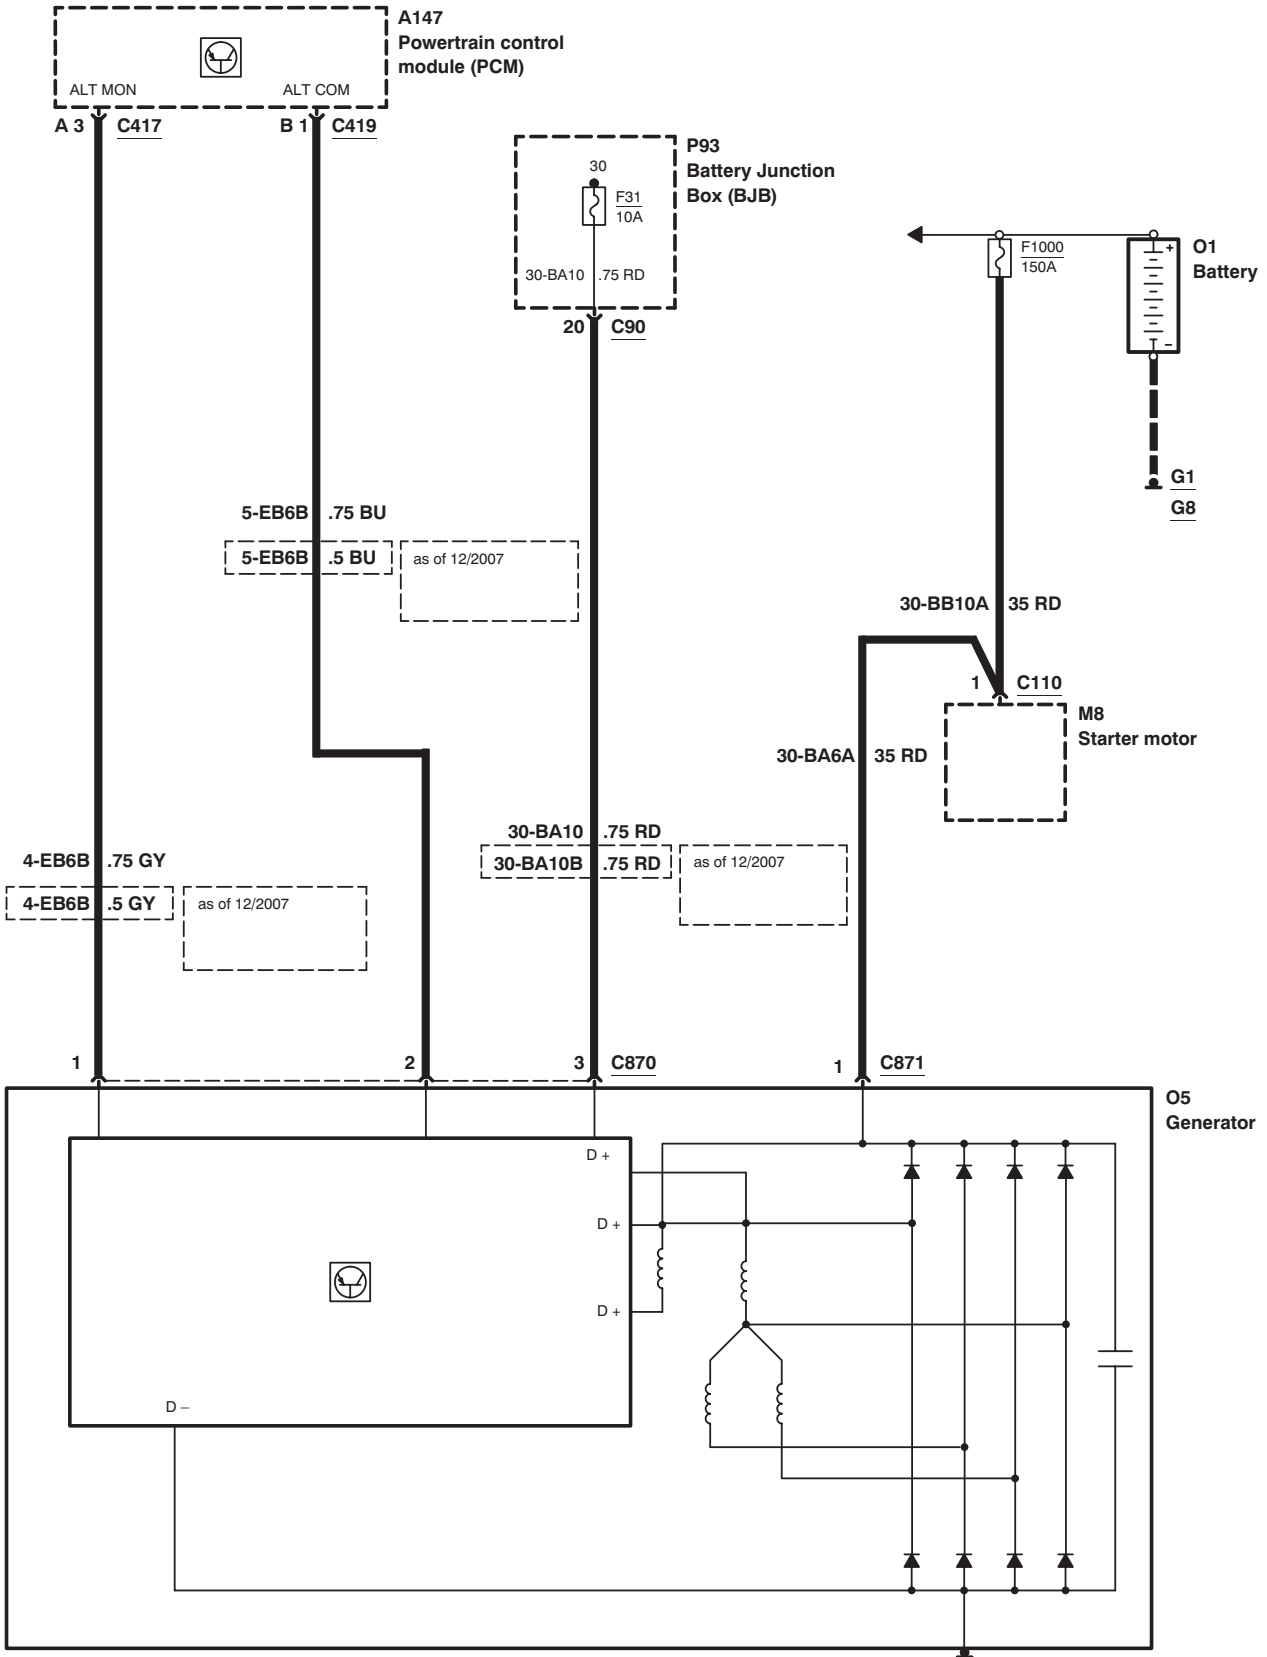 A147
Powertrain control
module (PCM)
ALT MON
ALT COM
A 3 C417
B 1 C419
P93
Battery Junction
Box (BJB)
30
F31
10A
30-BA10 .75 RD
20 C90
F1000
150A
+
O1
Battery
–
G1
G8
5-EB6B .75 BU
5-EB6B .5 BU
as of 12/2007
30-BB10A 35 RD
1 C110
M8
Starter motor
30-BA6A 35 RD
30-BA10 .75 RD
30-BA10B .75 RD
as of 12/2007
4-EB6B .75 GY
4-EB6B .5 GY
as of 12/2007
1
2
3 C870
1 C871
O5
Generator
D +
D +
D +
D –